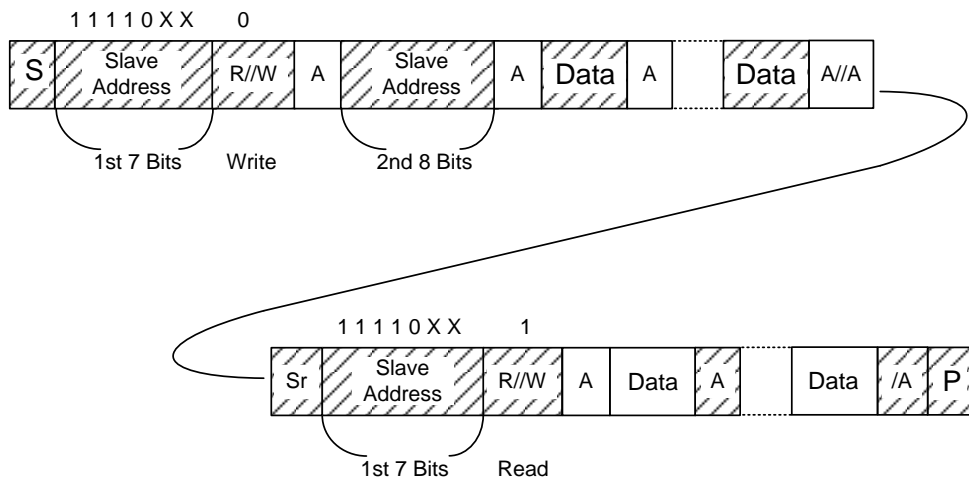 1 1 1 1 0 X X 0
S Slave Address R//W A Slave Address A Data A Data A//A
1st 7 Bits Write 2nd 8 Bits
1 1 1 1 0 X X 1
Sr Slave Address R//W A Data A Data /A P
1st 7 Bits Read